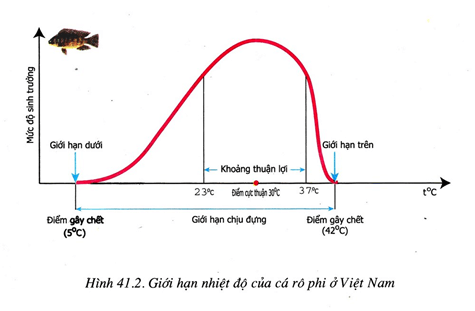 Mức độ sinh trưởng
Giới hạn dưới
Giới hạn trên
Khoảng thuận lợi
23°c
Điểm cực thuận 30°C
37°c
t°C
Điểm gây chết
(5°C)
Giới hạn chịu đựng
Điểm gây chết
(42°C)
Hình 41.2. Giới hạn nhiệt độ của cá rô phi ở Việt Nam